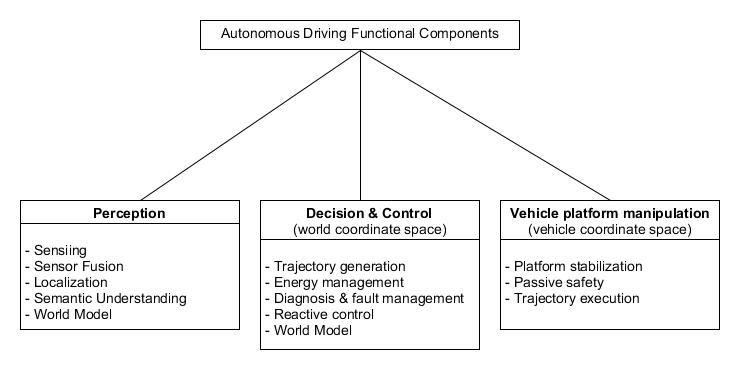 Autonomous Driving Functional Components
Perception
- Sensiing
- Sensor Fusion
- Localization
- Semantic Understanding
- World Model
Decision & Control
(world coordinate space)
- Trajectory generation
- Energy management
- Diagnosis & fault management
- Reactive control
- World Model
Vehicle platform manipulation
(vehicle coordinate space)
- Platform stabilization
- Passive safety
- Trajectory execution